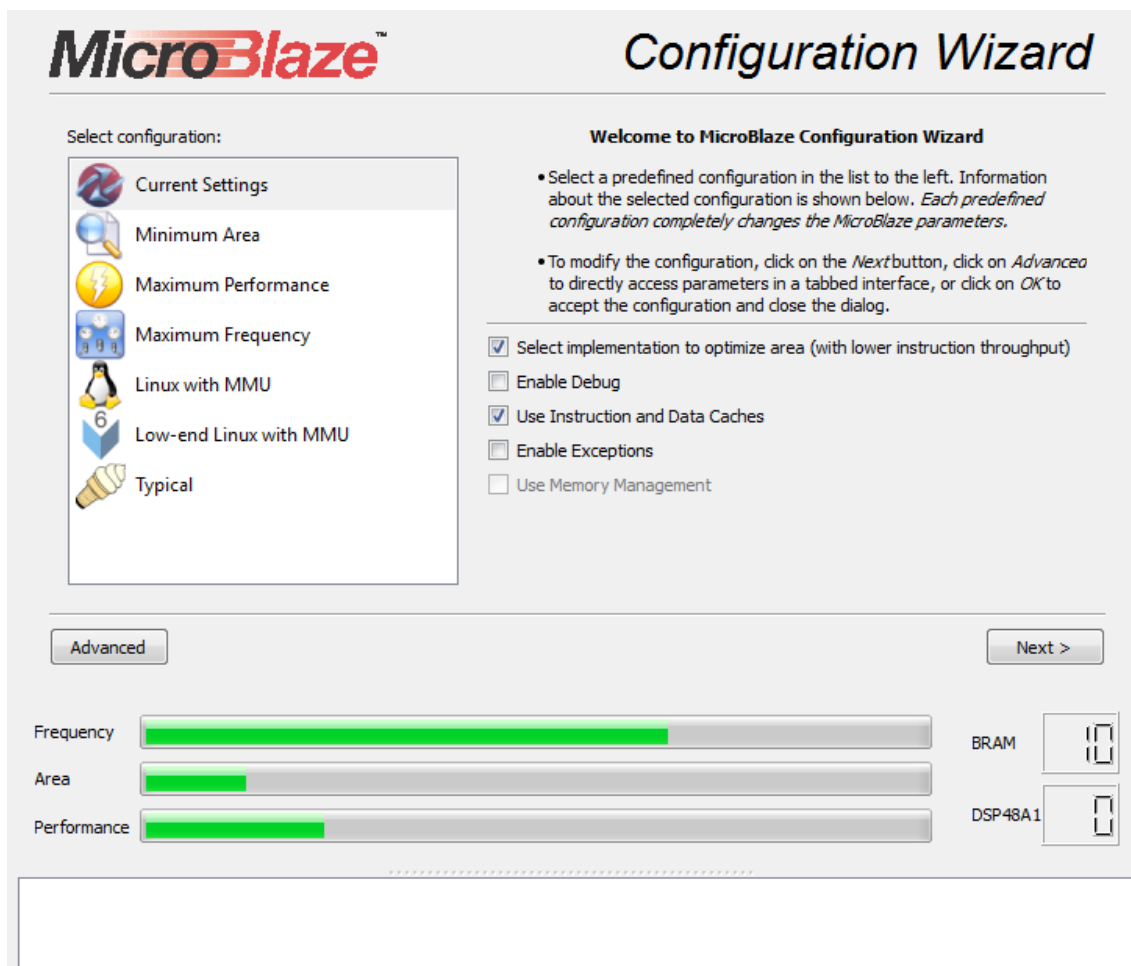 MicroBlaze™
Configuration Wizard
Select configuration:
Current Settings
Minimum Area
Maximum Performance
Maximum Frequency
Linux with MMU
6
Low-end Linux with MMU
Typical
Welcome to MicroBlaze Configuration Wizard
•Select a predefined configuration in the list to the left. Information
about the selected configuration is shown below. Each predefined
configuration completely changes the MicroBlaze parameters.
•To modify the configuration, click on the Next button, click on Advanced
to directly access parameters in a tabbed interface, or click on OK to
accept the configuration and close the dialog.
Select implementation to optimize area (with lower instruction throughput)
Enable Debug
Use Instruction and Data Caches
Enable Exceptions
Use Memory Management
Advanced
Next >
Frequency
Area
Performance
BRAM
10
DSP48A1
0